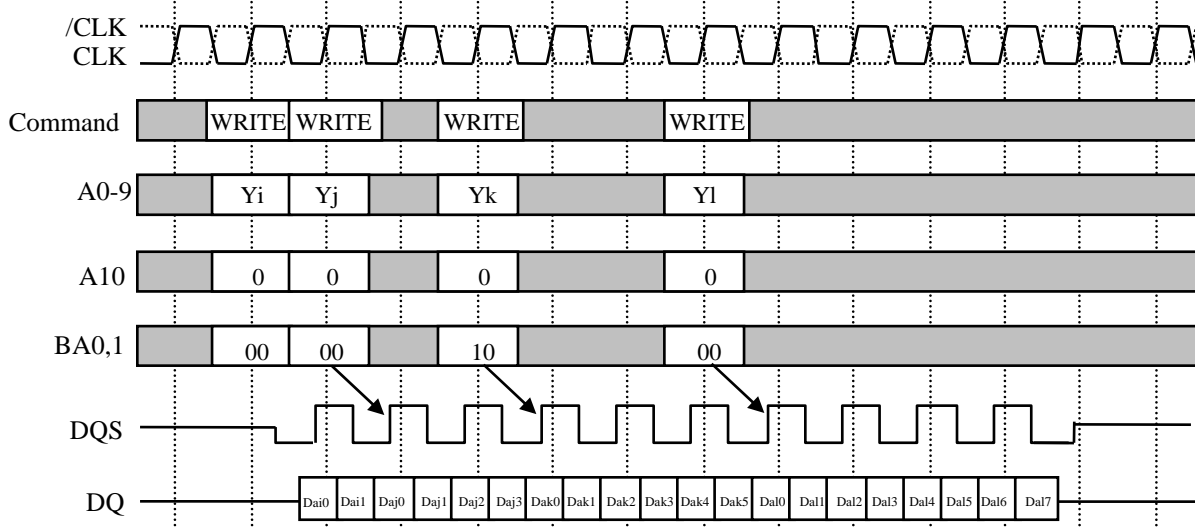 /CLK
CLK
Command WRITE WRITE WRITE WRITE
A0-9 Yi Yj Yk Yl
A10 0 0 0 0
BA0,1 00 00 10 00
DQS
DQ Dai0 Dai1 Daj0 Daj1 Daj2 Daj3 Dak0 Dak1 Dak2 Dak3 Dak4 Dak5 Dal0 Dal1 Dal2 Dal3 Dal4 Dal5 Dal6 Dal7